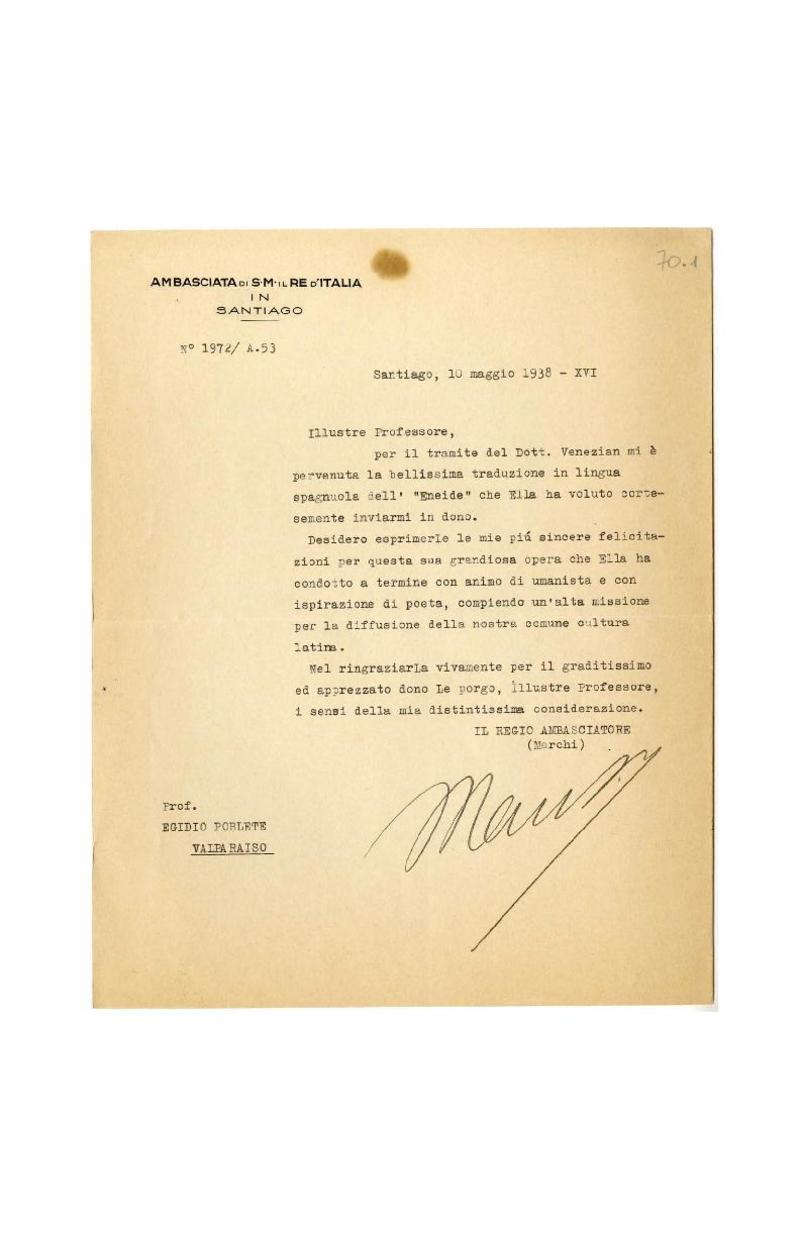 70.1
AMBASCIATA DI S.M. IL RE D'ITALIA
IN
SANTIAGO
N° 1972/ A.53
Santiago, 10 maggio 1938 - XVI
Illustre Professore,
per il tramite del Dott. Venezian mi è
pervenuta la bellissima traduzione in lingua
spagnuola dell' "Eneide" che Ella ha voluto corte-
semente inviarmi in dono.
Desidero esprimerLe le mie piú sincere felicita-
zioni per questa sua grandiosa opera che Ella ha
condotto a termine con animo di umanista e con
ispirazione di poeta, compiendo un'alta missione
per la diffusione della nostra comune cultura
latina.
Nel ringraziarLa vivamente per il graditissimo
ed apprezzato dono Le porgo, illustre Professore,
i sensi della mia distintissima considerazione.
IL REGIO AMBASCIATORE
(Marchi)
Prof.
EGIDIO POBLETE
VALPARAISO